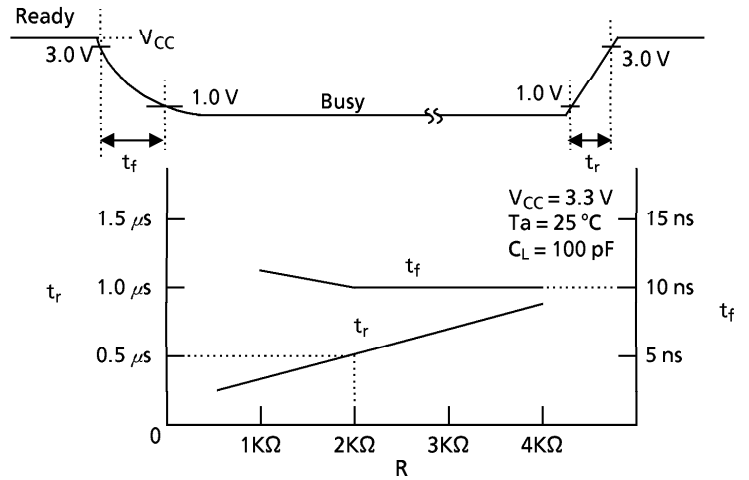 Ready
VCC
3.0 V
3.0 V
1.0 V
Busy
1.0 V
tf
tr
VCC = 3.3 V
Ta = 25 °C
CL = 100 pF
1.5 µs
15 ns
tf
tr
1.0 µs
10 ns
tf
tr
0.5 µs
5 ns
0
1KΩ
2KΩ
3KΩ
4KΩ
R